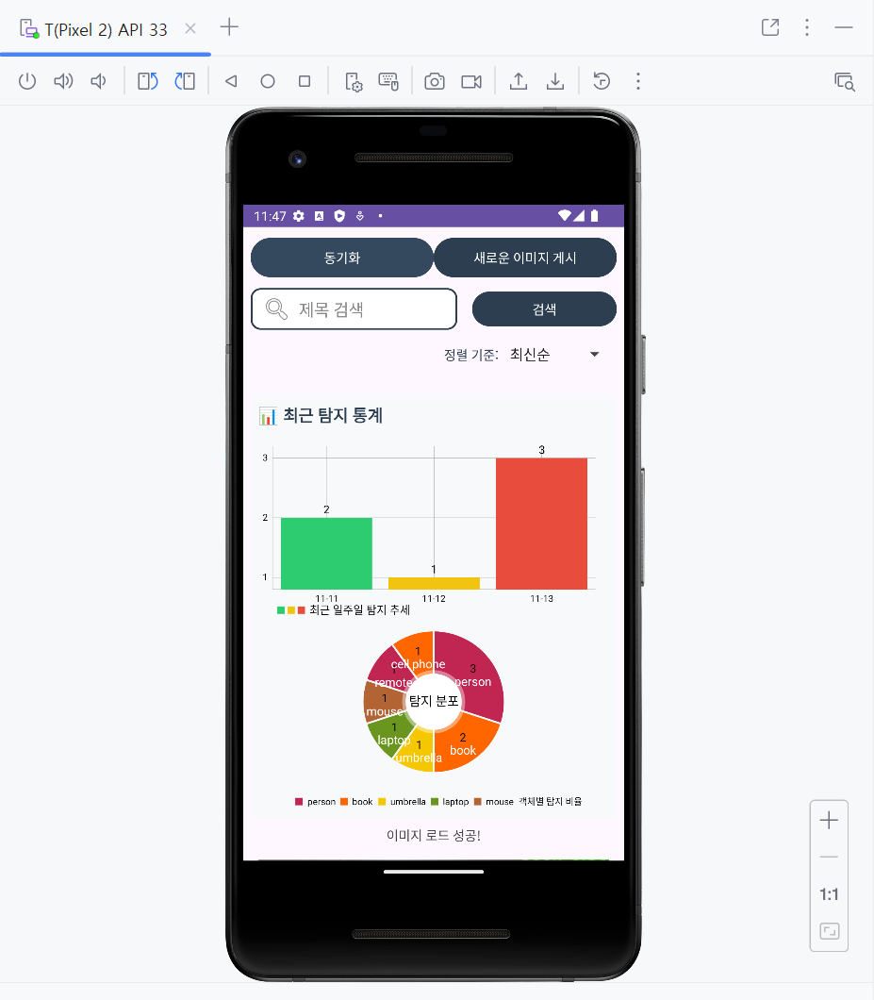 T(Pixel 2) API 33
11:47
동기화 새로운 이미지 게시
제목 검색 검색
정렬 기준: 최신순
최근 탐지 통계
3
3
2
2
1
1
11-11 11-12 11-13
최근 일주일 탐지 추세
1
cell phone
3
person
1
remote
탐지 분포
1
mouse
1
laptop
2
book
1
umbrella
person book umbrella laptop mouse 객체별 탐지 비율
이미지 로드 성공!
1:1